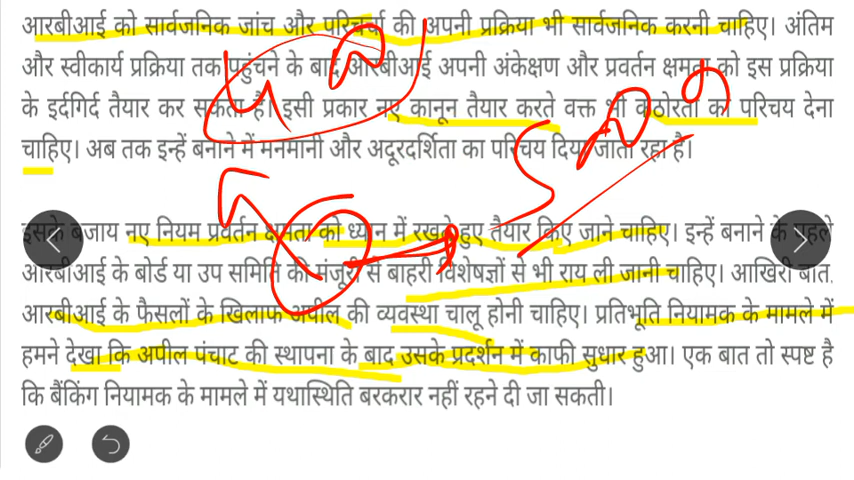 आरबीआई को सार्वजनिक जांच और परिचर्चा की अपनी प्रक्रिया भी सार्वजनिक करनी चाहिए। अंतिम
और स्वीकार्य प्रक्रिया तक पहुंचने के बाद आरबीआई अपनी अंकेक्षण और प्रवर्तन क्षमता को इस प्रक्रिया
के इर्दगिर्द तैयार कर सकता है। इसी प्रकार नए कानून तैयार करते वक्त भी कठोरता का परिचय देना
चाहिए। अब तक इन्हें बनाने में मनमानी और अदूरदर्शिता का परिचय दिया जाता रहा है।
इसके बजाय नए नियम प्रवर्तन क्षमता को ध्यान में रखते हुए तैयार किए जाने चाहिए। इन्हें बनाने के पहले
आरबीआई के बोर्ड या उप समिति की मंजूरी से बाहरी विशेषज्ञों से भी राय ली जानी चाहिए। आखिरी बात,
आरबीआई के फैसलों के खिलाफ अपील की व्यवस्था चालू होनी चाहिए। प्रतिभूति नियामक के मामले में
हमने देखा कि अपील पंचाट की स्थापना के बाद उसके प्रदर्शन में काफी सुधार हुआ। एक बात तो स्पष्ट है
कि बैंकिंग नियामक के मामले में यथास्थिति बरकरार नहीं रहने दी जा सकती।